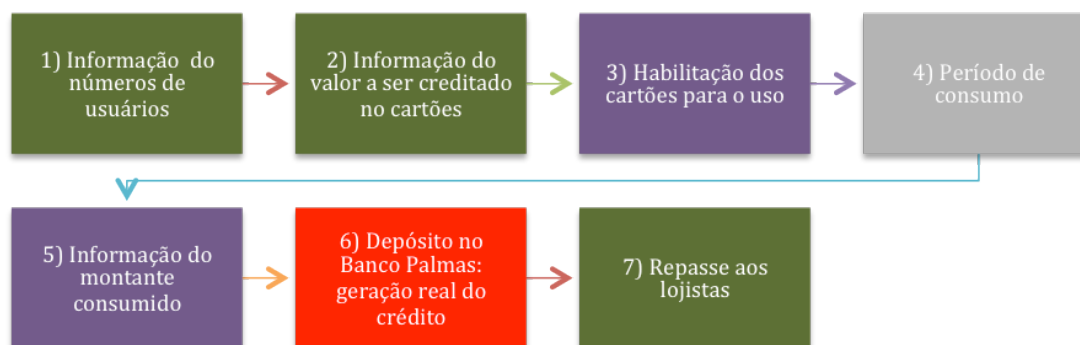 1) Informação do
números de
usuários
2) Informação do
valor a ser creditado
no cartões
3) Habilitação dos
cartões para o uso
4) Período de
consumo
5) Informação do
montante
consumido
6) Depósito no
Banco Palmas:
geração real do
crédito
7) Repasse aos
lojistas